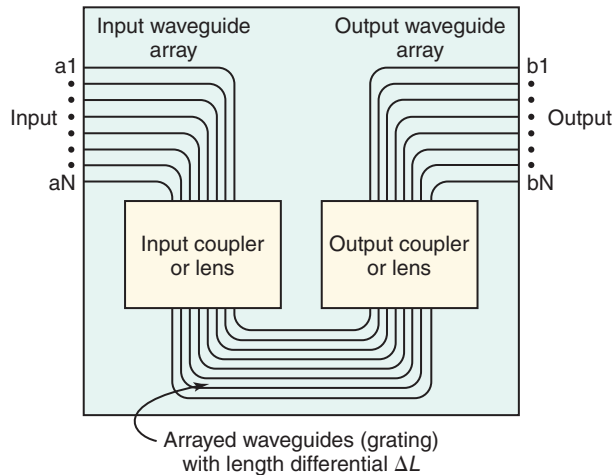 Input waveguide
array
Output waveguide
array
a1
b1
Input
Output
aN
bN
Input coupler
or lens
Output coupler
or lens
Arrayed waveguides (grating)
with length differential ΔL